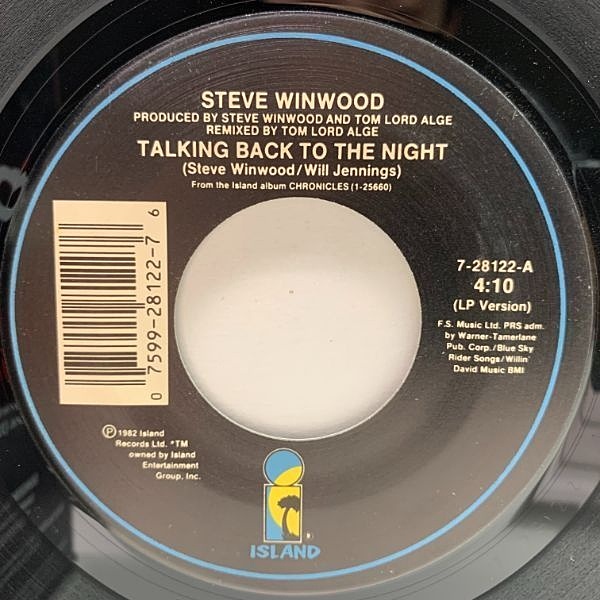 STEVE WINWOOD
PRODUCED BY STEVE WINWOOD AND TOM LORD ALGE
REMIXED BY TOM LORD ALGE
TALKING BACK TO THE NIGHT
(Steve Winwood/Will Jennings)
From the Island album CHRONICLES (1-25660)
0 7599-28122-7 6
7-28122-A
4:10
(LP Version)
F.S. Music Ltd. PRS adm.
by Warner-Tamerlane
Pub. Corp./Blue Sky
Rider Songs/Willin'
David Music BMI
Ⓟ1982 Island
Records Ltd. *TM
owned by Island
Entertainment
Group, Inc.
ISLAND
®